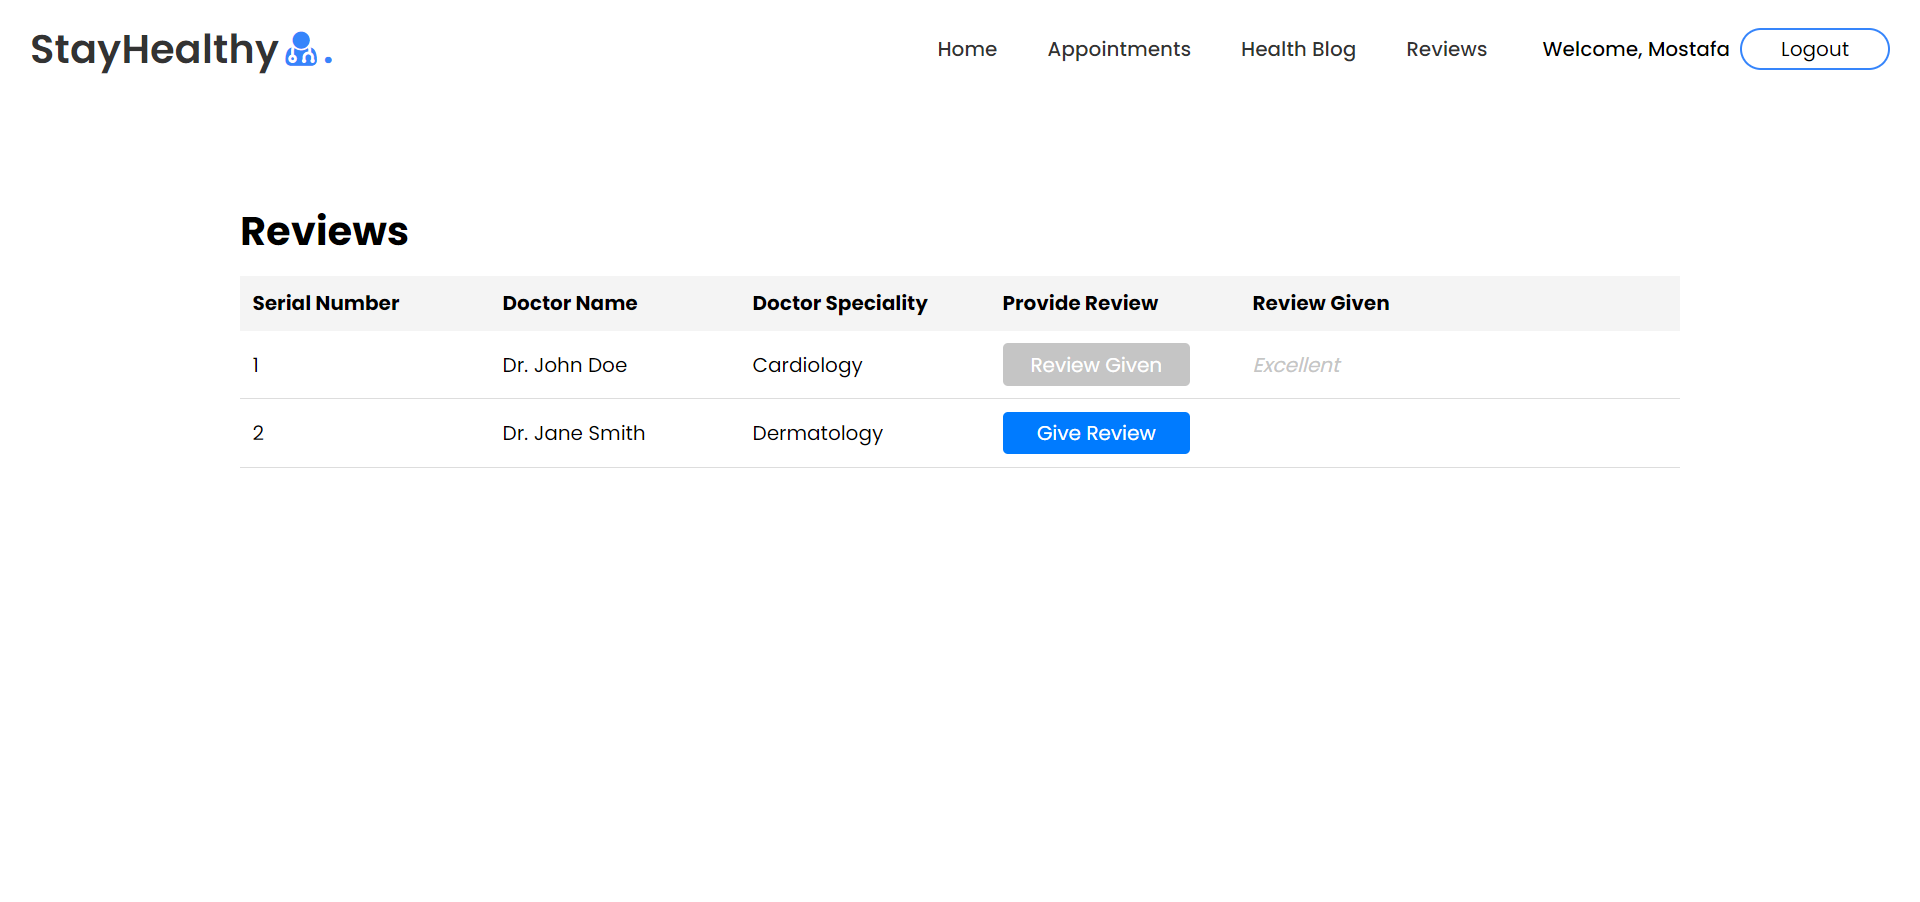 StayHealthy. Home Appointments Health Blog Reviews Welcome, Mostafa Logout
Reviews
Serial Number Doctor Name Doctor Speciality Provide Review Review Given
1 Dr. John Doe Cardiology Review Given Excellent
2 Dr. Jane Smith Dermatology Give Review